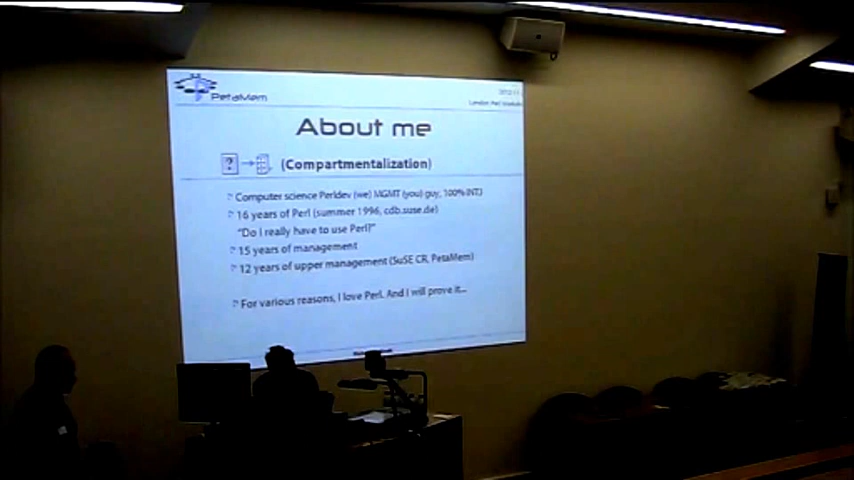 PetaMem
London Perl
About me
? (Compartmentalization)
Computer science Perldev (we) MGMT (you) guy, 100% INTJ
16 years of Perl (summer 1996, cdb.suse.de)
"Do I really have to use Perl?"
15 years of management
12 years of upper management (SuSE CR, PetaMem)
For various reasons, I love Perl. And I will prove it...